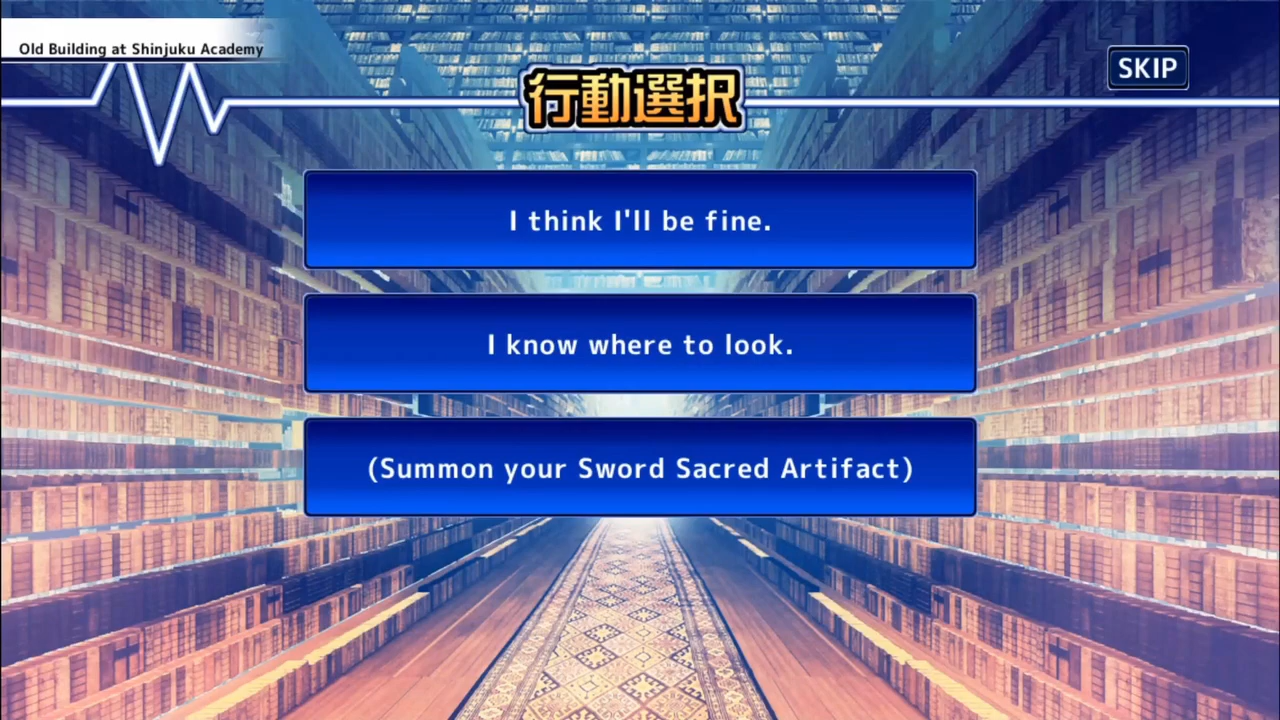 Old Building at Shinjuku Academy
SKIP
行動選択
I think I'll be fine.
I know where to look.
(Summon your Sword Sacred Artifact)